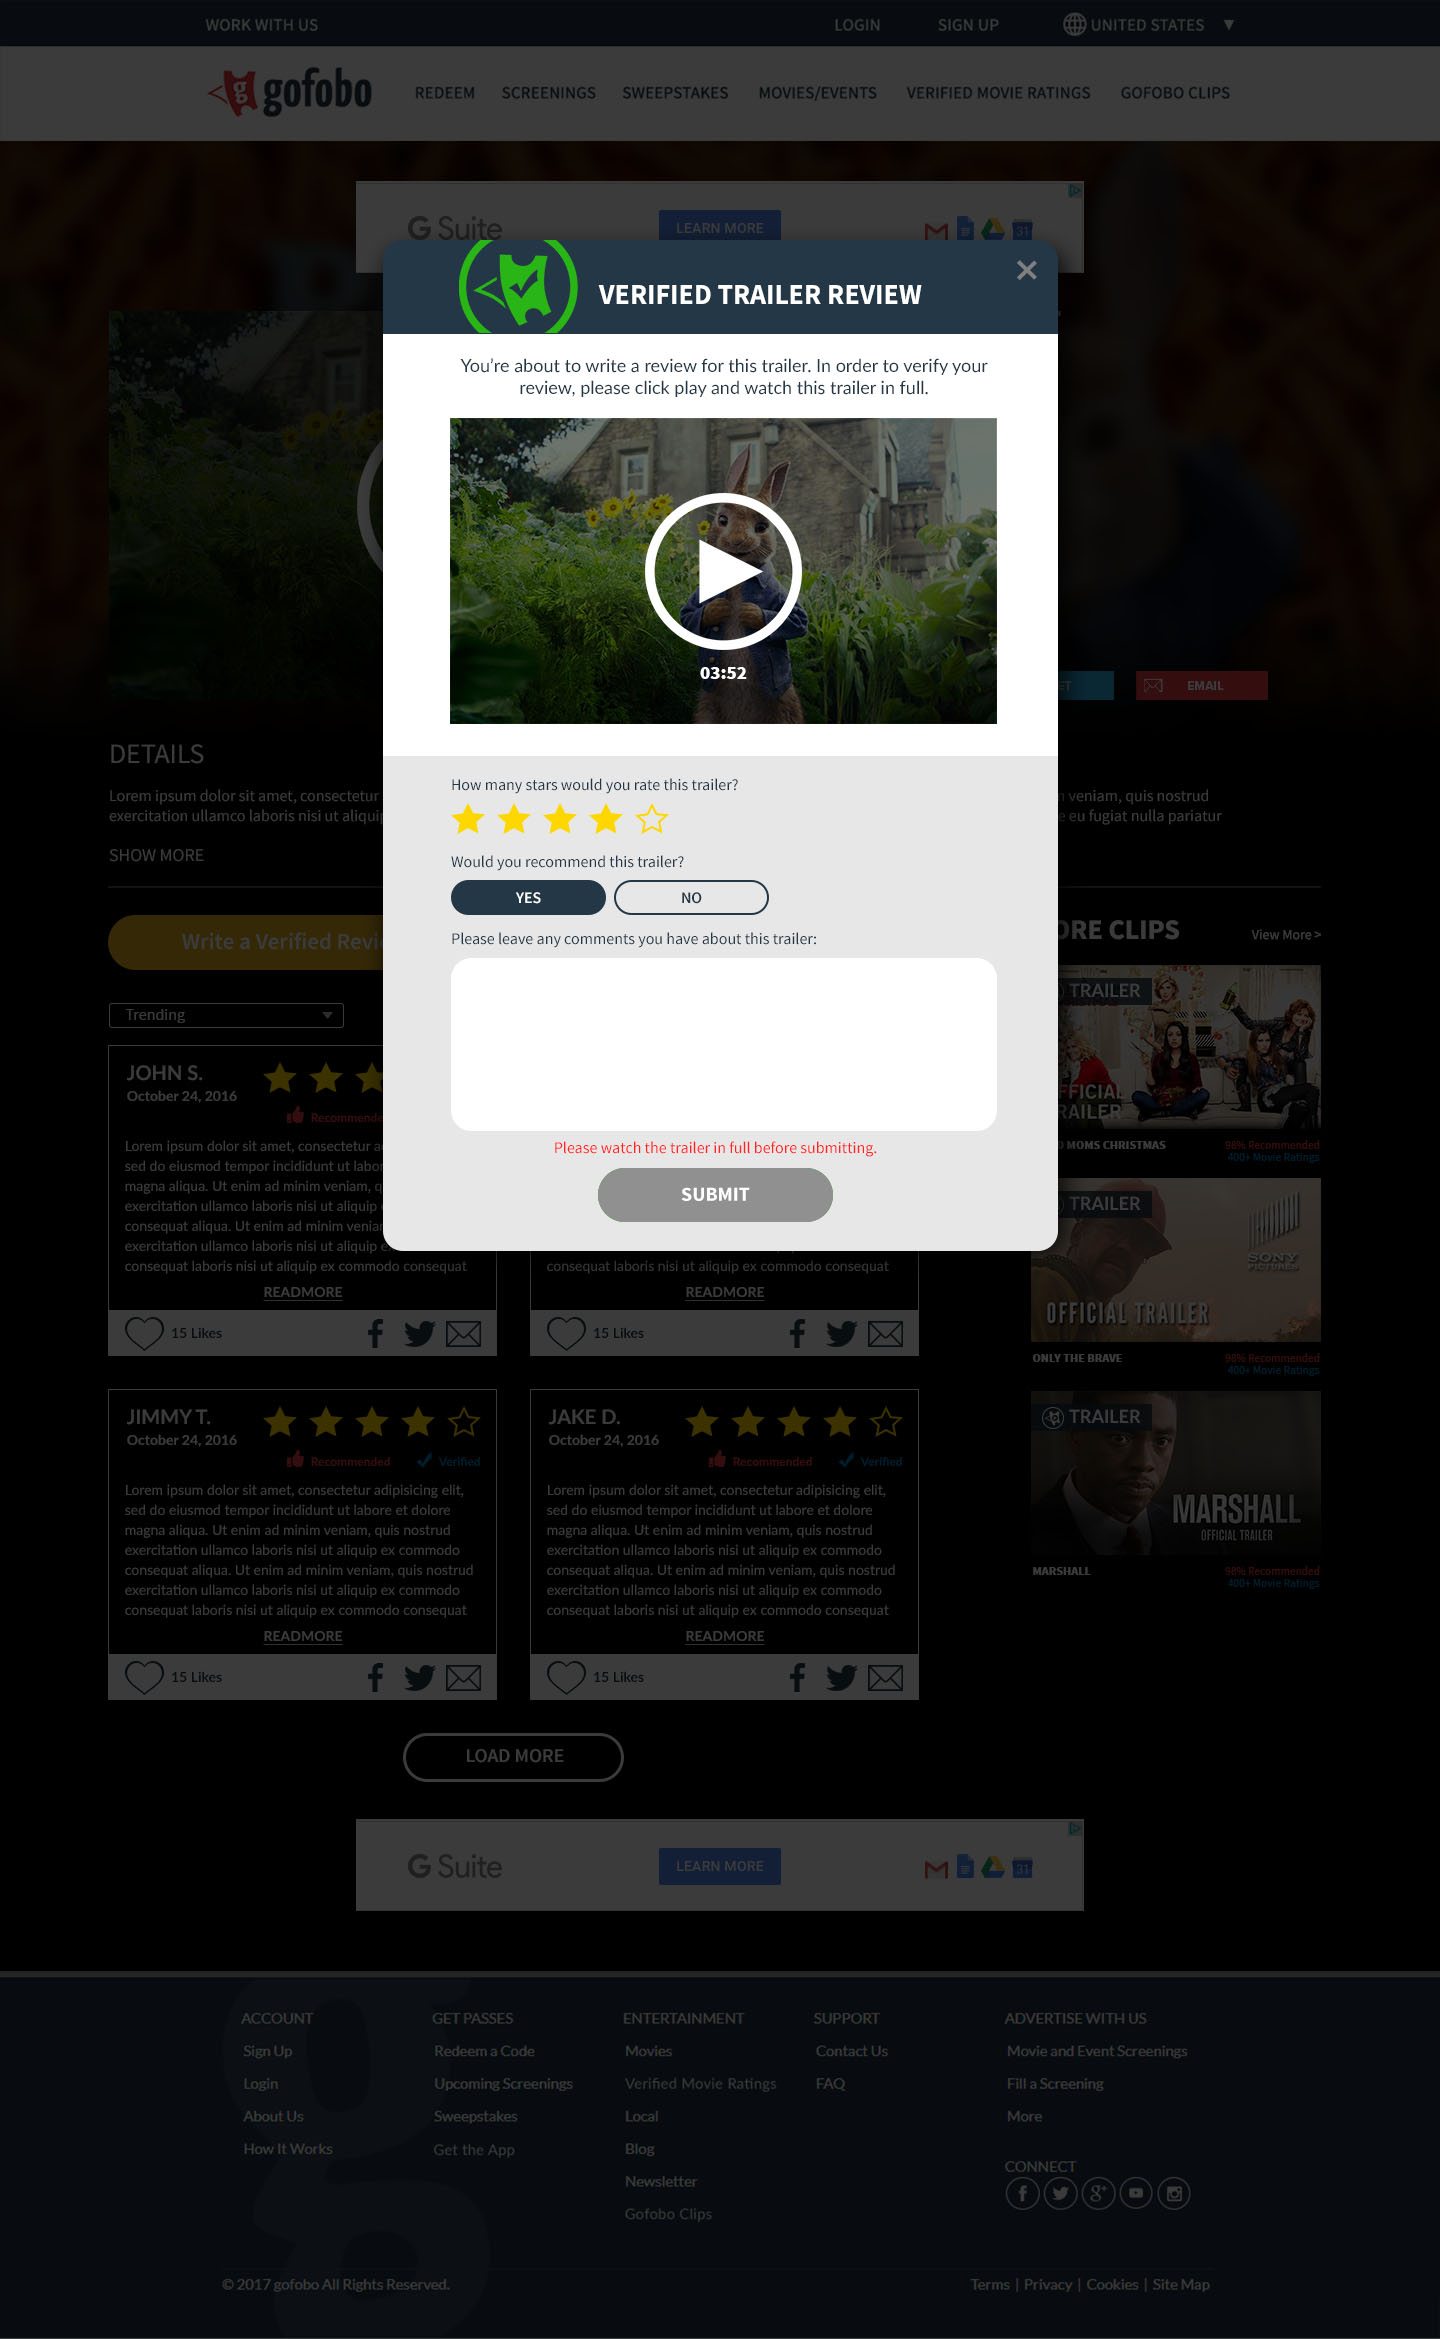 WORK WITH US
LOGIN
SIGN UP
UNITED STATES
gofobo
REDEEM
SCREENINGS
SWEEPSTAKES
MOVIES/EVENTS
VERIFIED MOVIE RATINGS
GOFOBO CLIPS
G Suite
LEARN MORE
31
VERIFIED TRAILER REVIEW
You're about to write a review for this trailer. In order to verify your
review, please click play and watch this trailer in full.
03:52
EMAIL
DETAILS
Lorem ipsum dolor sit amet, consectetur
veniam, quis nostrud
exercitation ullamco laboris nisi ut aliqui
e eu fugiat nulla pariatur
SHOW MORE
How many stars would you rate this trailer?
Would you recommend this trailer?
YES
NO
Please leave any comments you have about this trailer:
Please watch the trailer in full before submitting.
SUBMIT
Write a Verified Revi
Trending
ORE CLIPS
View More >
JOHN S.
October 24, 2016
Recommende
Lorem ipsum dolor sit amet, consectetur a
sed do eiusmod tempor incididunt ut labor
magna aliqua. Ut enim ad minim veniam, q
exercitation ullamco laboris nisi ut aliquip
consequat aliqua. Ut enim ad minim veniam
exercitation ullamco laboris nisi ut aliquip e
consequat laboris nisi ut aliquip ex commodo consequat
READMORE
15 Likes
consequat laboris nisi ut aliquip ex commodo consequat
READMORE
15 Likes
TRAILER
FFICIAL
RAILER
MOMS CHRISTMAS
98% Recommended
400+ Movie Ratings
TRAILER
SONY
PICTURES
OFFICIAL TRAILER
ONLY THE BRAVE
98% Recommended
400+ Movie Ratings
TRAILER
MARSHALL
OFFICIAL TRAILER
MARSHALL
98% Recommended
400+ Movie Ratings
JIMMY T.
October 24, 2016
Recommended
Verified
Lorem ipsum dolor sit amet, consectetur adipisicing elit,
sed do eiusmod tempor incididunt ut labore et dolore
magna aliqua. Ut enim ad minim veniam, quis nostrud
exercitation ullamco laboris nisi ut aliquip ex commodo
consequat aliqua. Ut enim ad minim veniam, quis nostrud
exercitation ullamco laboris nisi ut aliquip ex commodo
consequat laboris nisi ut aliquip ex commodo consequat
READMORE
15 Likes
JAKE D.
October 24, 2016
Recommended
Verified
Lorem ipsum dolor sit amet, consectetur adipisicing elit,
sed do eiusmod tempor incididunt ut labore et dolore
magna aliqua. Ut enim ad minim veniam, quis nostrud
exercitation ullamco laboris nisi ut aliquip ex commodo
consequat aliqua. Ut enim ad minim veniam, quis nostrud
exercitation ullamco laboris nisi ut aliquip ex commodo
consequat laboris nisi ut aliquip ex commodo consequat
READMORE
15 Likes
LOAD MORE
G Suite
LEARN MORE
31
ACCOUNT
Sign Up
Login
About Us
How It Works
GET PASSES
Redeem a Code
Upcoming Screenings
Sweepstakes
Get the App
ENTERTAINMENT
Movies
Verified Movie Ratings
Local
Blog
Newsletter
Gofobo Clips
SUPPORT
Contact Us
FAQ
ADVERTISE WITH US
Movie and Event Screenings
Fill a Screening
More
CONNECT
© 2017 gofobo All Rights Reserved.
Terms | Privacy | Cookies | Site Map